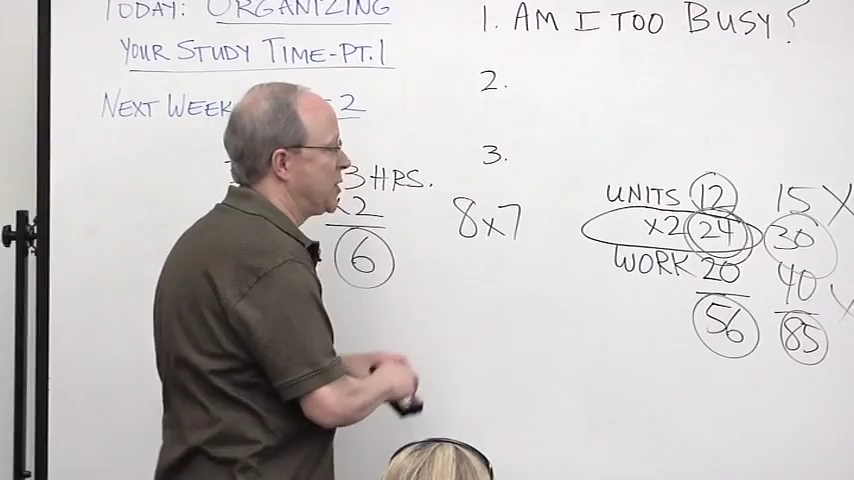 TODAY: ORGANIZING
YOUR STUDY TIME-PT.1
NEXT WEEK 2
1. AM I TOO BUSY?
2.
3.
3 HRS.
x2
6
8x7
UNITS 12 15
x2 24 30
WORK 20 40
56 85